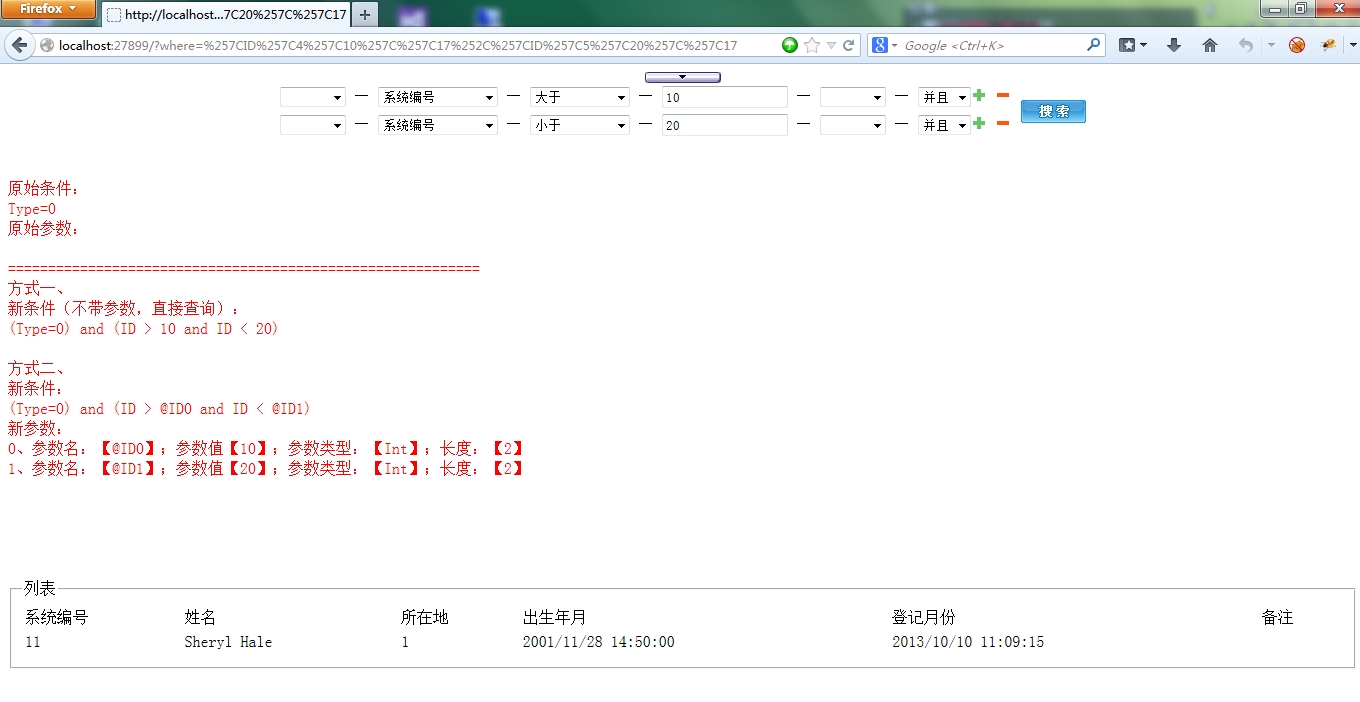 Firefox
http://localhost...7C20%257C%257C17
localhost:27899/?where=%257CID%257C4%257C10%257C%257C17%252C%257CID%257C5%257C20%257C%257C17
Google <Ctrl+K>
— 系统编号 — 大于 — 10 — — 并且
搜 索
— 系统编号 — 小于 — 20 — — 并且
原始条件：
Type=0
原始参数：
===========================================================
方式一、
新条件（不带参数，直接查询）：
(Type=0) and (ID > 10 and ID < 20)
方式二、
新条件：
(Type=0) and (ID > @ID0 and ID < @ID1)
新参数：
0、参数名：【@ID0】；参数值【10】；参数类型：【Int】；长度：【2】
1、参数名：【@ID1】；参数值【20】；参数类型：【Int】；长度：【2】
列表
系统编号 姓名 所在地 出生年月 登记月份 备注
11 Sheryl Hale 1 2001/11/28 14:50:00 2013/10/10 11:09:15